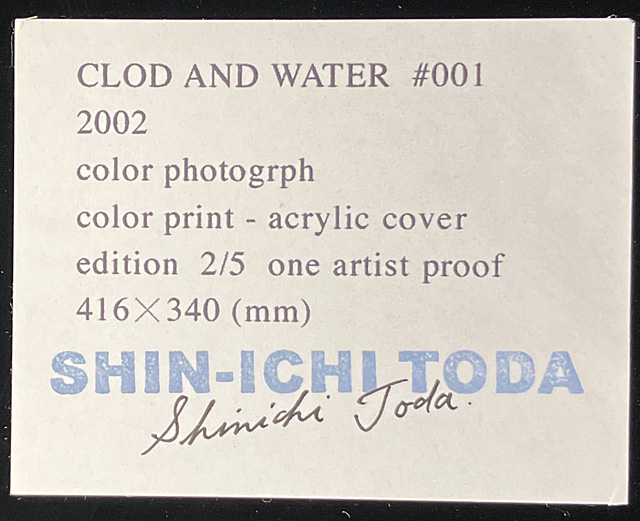 CLOD AND WATER #001
2002
color photogrph
color print - acrylic cover
edition 2/5 one artist proof
416×340 (mm)
SHIN-ICHI TODA
Shinichi Toda.